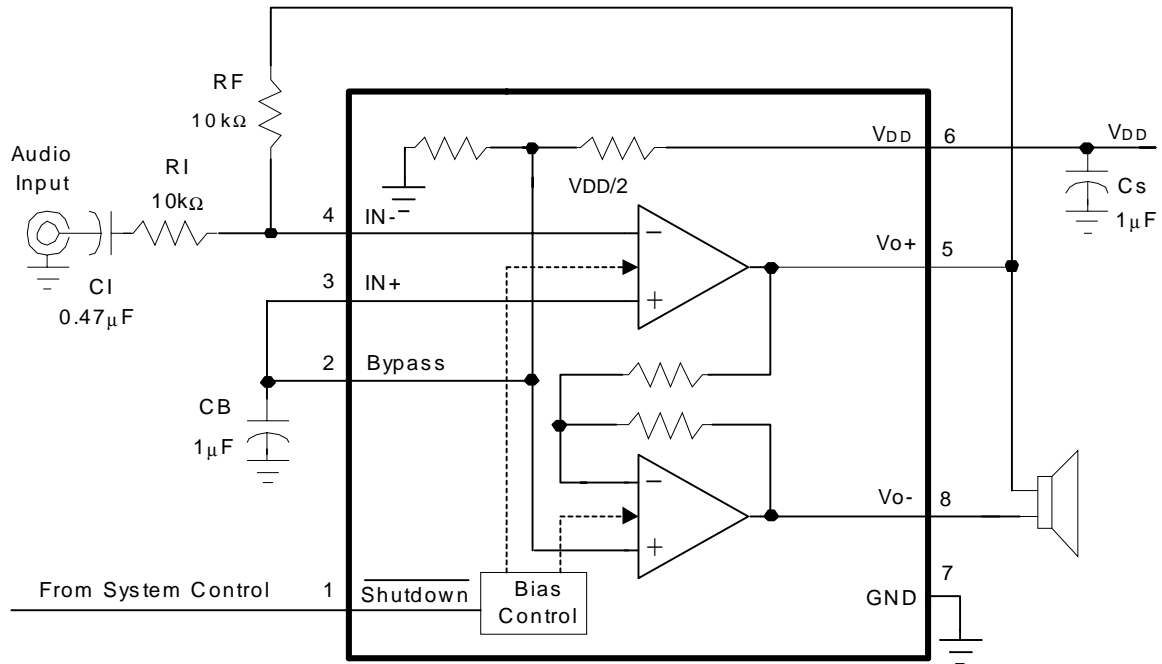 RF
10kΩ
Audio
Input
RI
10kΩ
CI
0.47µF
4
IN-
3
IN+
2
Bypass
CB
1µF
From System Control
1
Shutdown
Bias
Control
VDD/2
VDD
6
VDD
Cs
1µF
Vo+
5
Vo-
8
7
GND
−
+
−
+